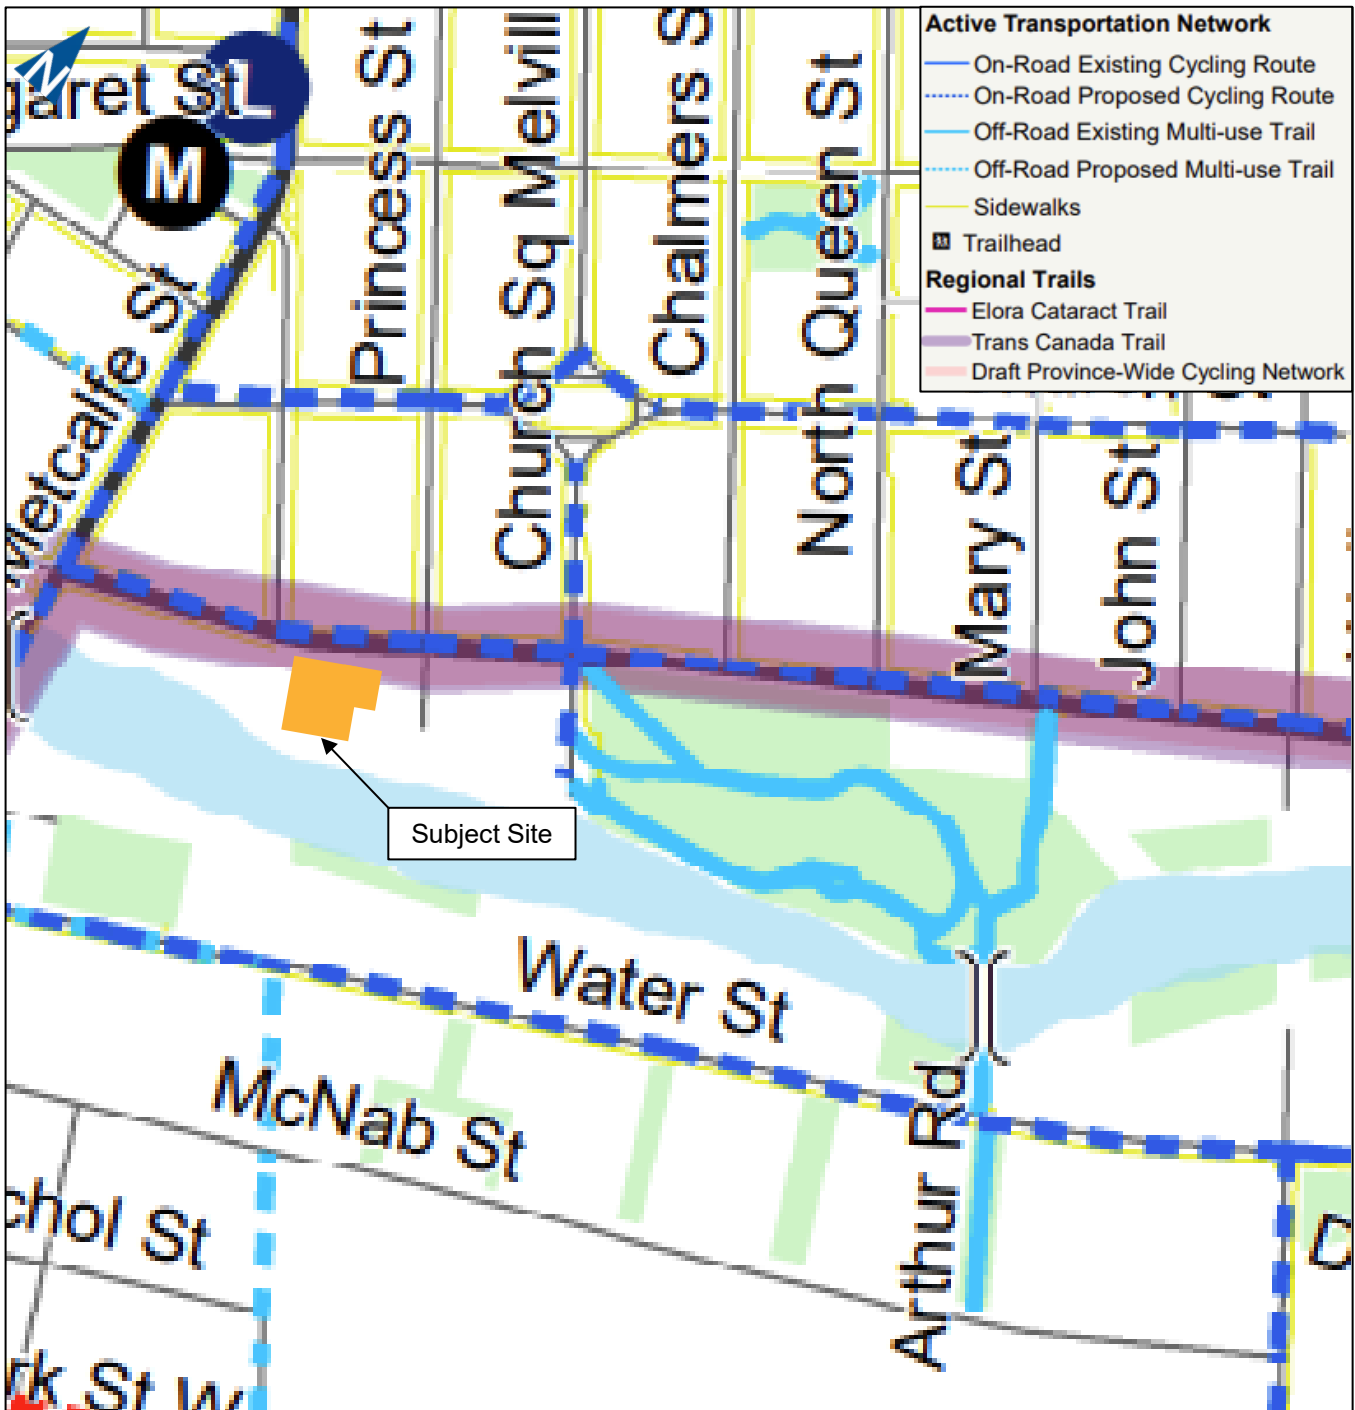 N
garet St
L
M
Princess St
Church Sq Melvill
Chalmers S
North Queen St
Active Transportation Network
On-Road Existing Cycling Route
On-Road Proposed Cycling Route
Off-Road Existing Multi-use Trail
Off-Road Proposed Multi-use Trail
Sidewalks
Trailhead
Regional Trails
Elora Cataract Trail
Trans Canada Trail
Draft Province-Wide Cycling Network
Metcalfe St
Mary St
John St
Subject Site
Water St
McNab St
Arthur Rd
chol St
D
rk St W